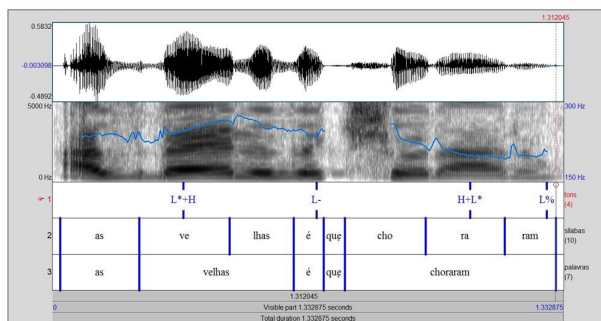 1.312045
0.5832
-0.003098
-0.4892
5000 Hz
300 Hz
0 Hz
150 Hz
1
L*+H
L-
H+L*
L%
tons
(4)
2
as
ve
lhas
é
quę
cho
ra
ram
sílabas
(10)
3
as
velhas
é
quę
choraram
palavras
(7)
1.312045
0
Visible part 1.332875 seconds
1.332875
Total duration 1.332875 seconds